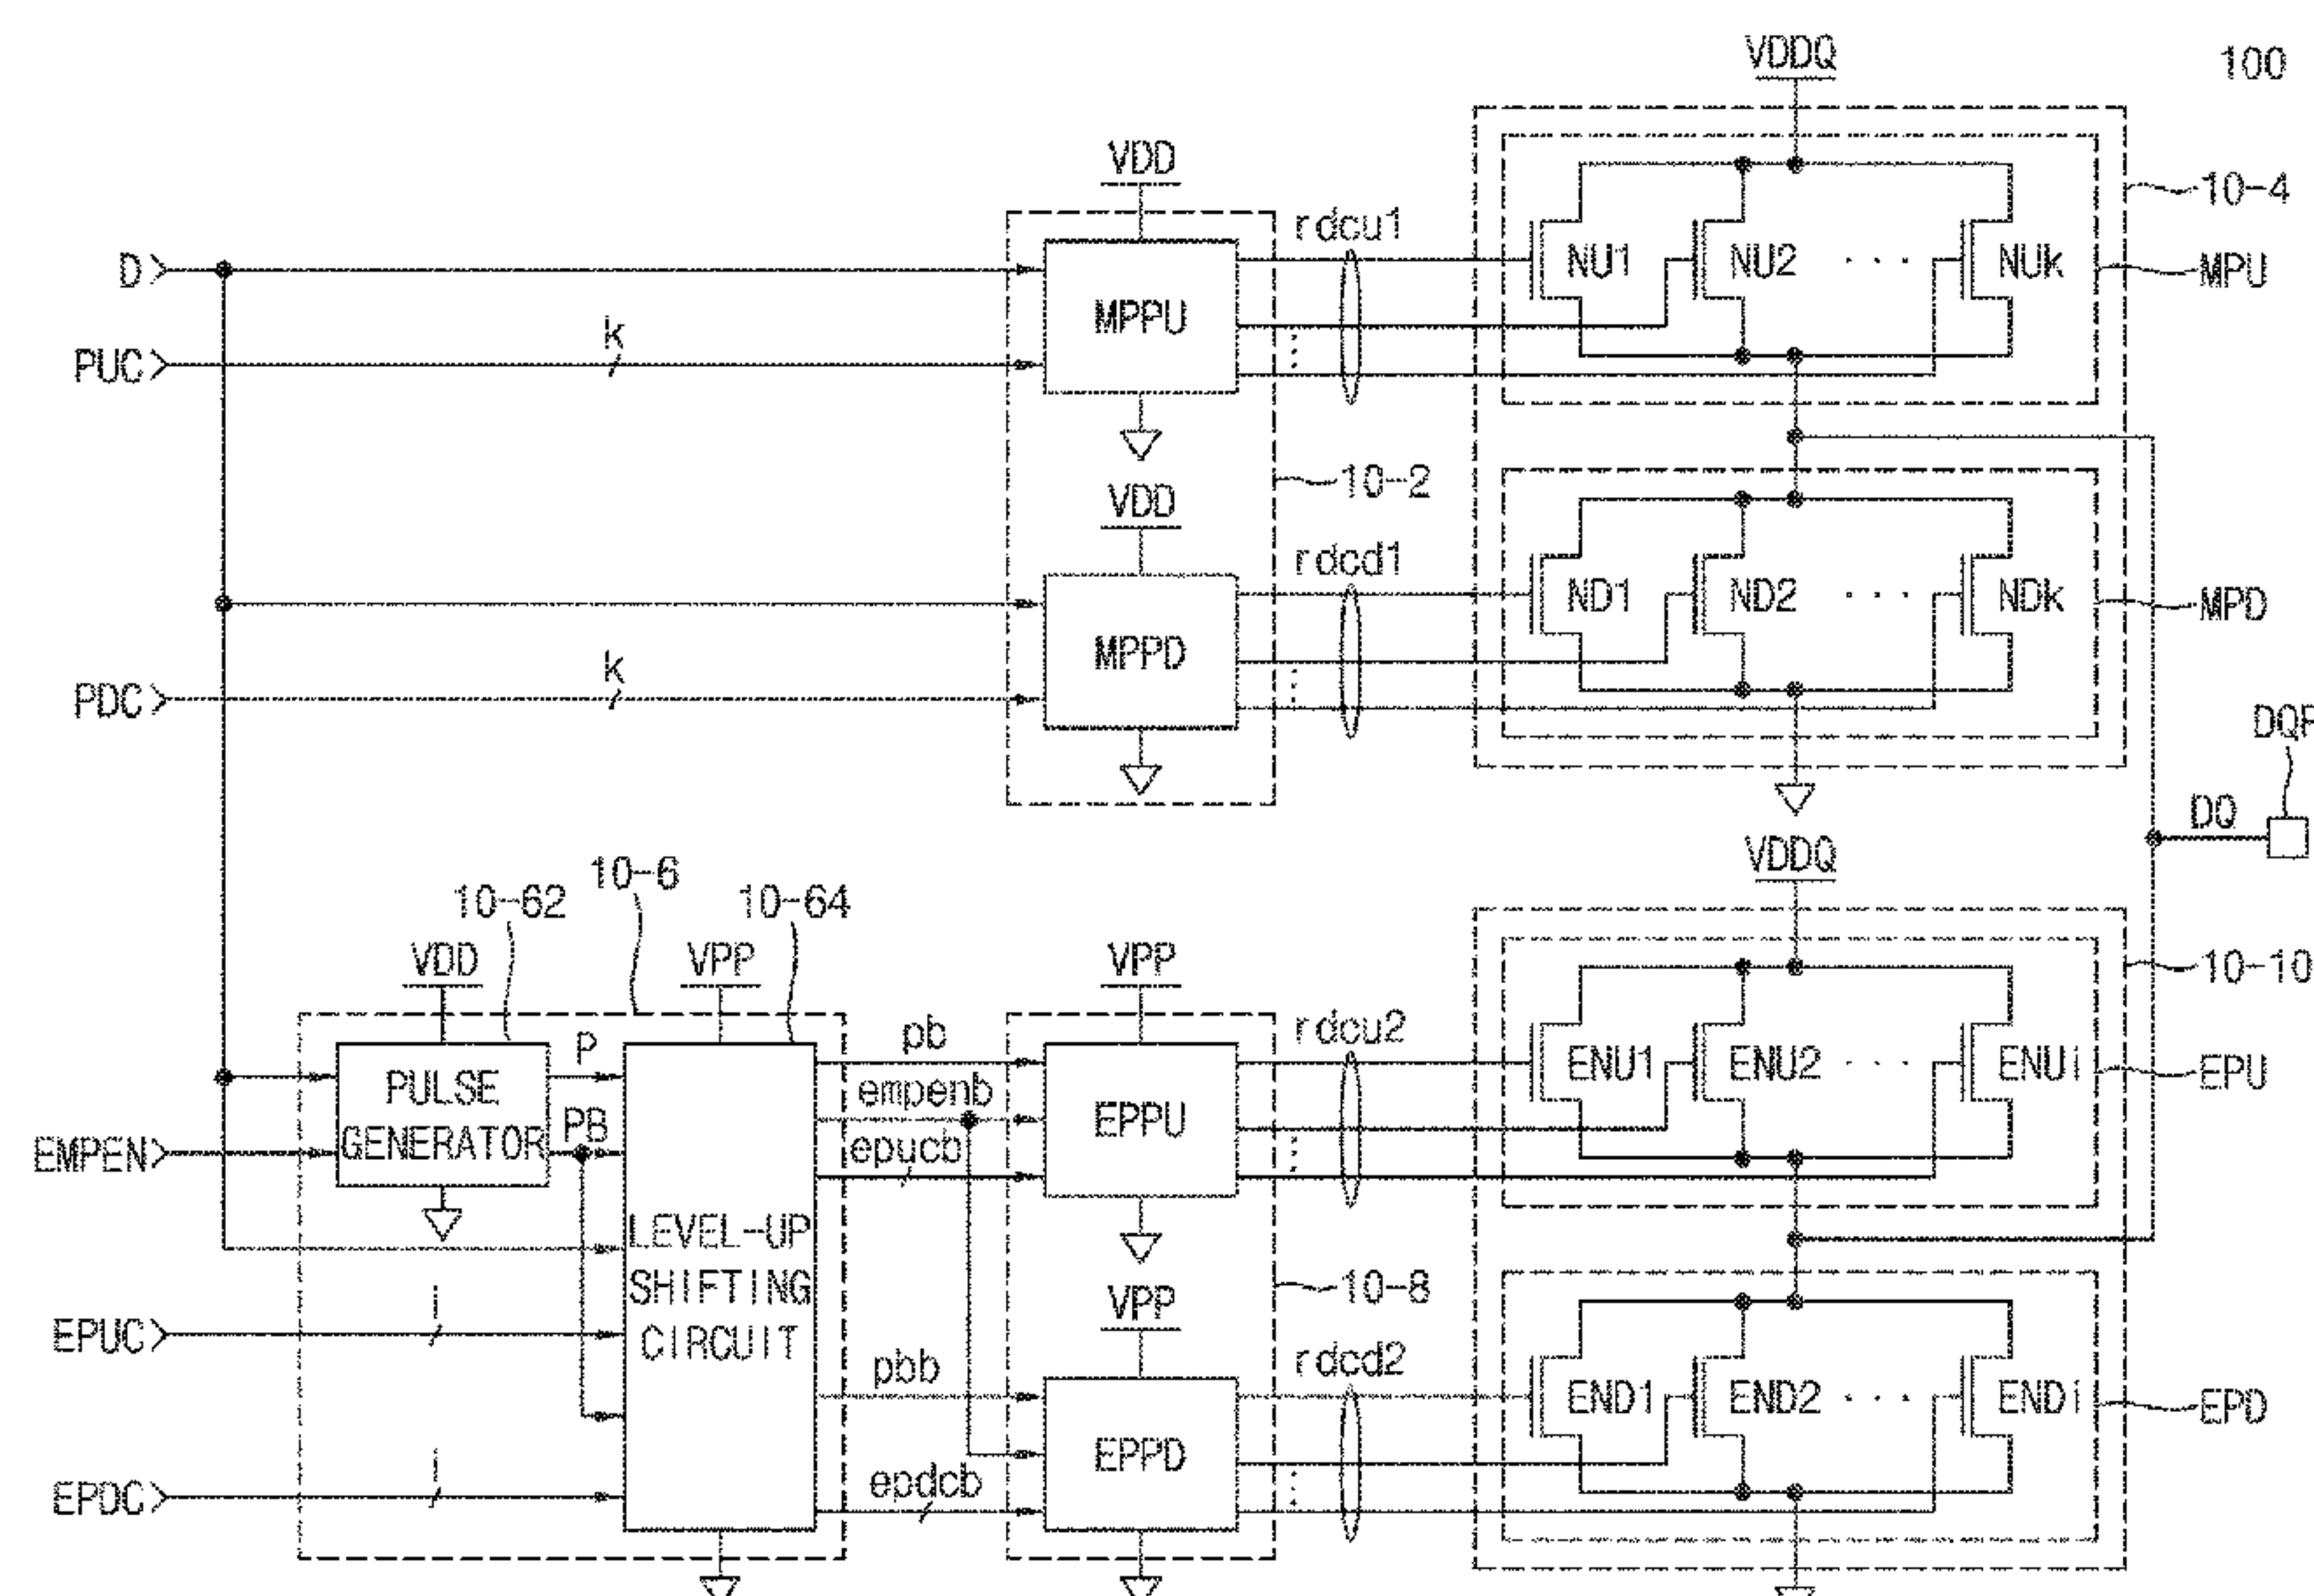 VDDQ
100
VDD
10-4
rdcu1
D
NU1
NU2
. . .
NUk
MPU
MPPU
k
PUC
10-2
VDD
rdcd1
ND1
ND2
. . .
NDk
MPD
MPPD
k
PDC
DQP
DQ
VDDQ
10-6
10-62
10-64
VDD
VPP
VPP
10-10
pb
rdcu2
P
PULSE
GENERATOR
PB
empenb
ENU1
ENU2
. . .
ENUi
EPU
EPPU
EMPEN
epucb
LEVEL-UP
SHIFTING
CIRCUIT
10-8
VPP
i
EPUC
pbb
rdcd2
END1
END2
. . .
ENDi
EPD
EPPD
i
EPDC
epdcb